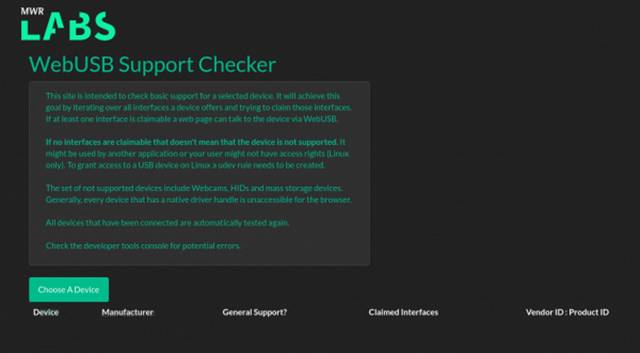 MWR
LABS
WebUSB Support Checker
This site is intended to check basic support for a selected device. It will achieve this
goal by iterating over all interfaces a device offers and trying to claim those interfaces.
If at least one interface is claimable a web page can talk to the device via WebUSB.
If no interfaces are claimable that doesn't mean that the device is not supported. It
might be used by another application or your user might not have access rights (Linux
only). To grant access to a USB device on Linux a udev rule needs to be created.
The set of not supported devices include Webcams, HIDs and mass storage devices.
Generally, every device that has a native driver handle is unaccessible for the browser.
All devices that have been connected are automatically tested again.
Check the developer tools console for potential errors.
Choose A Device
Device Manufacturer General Support? Claimed Interfaces Vendor ID : Product ID